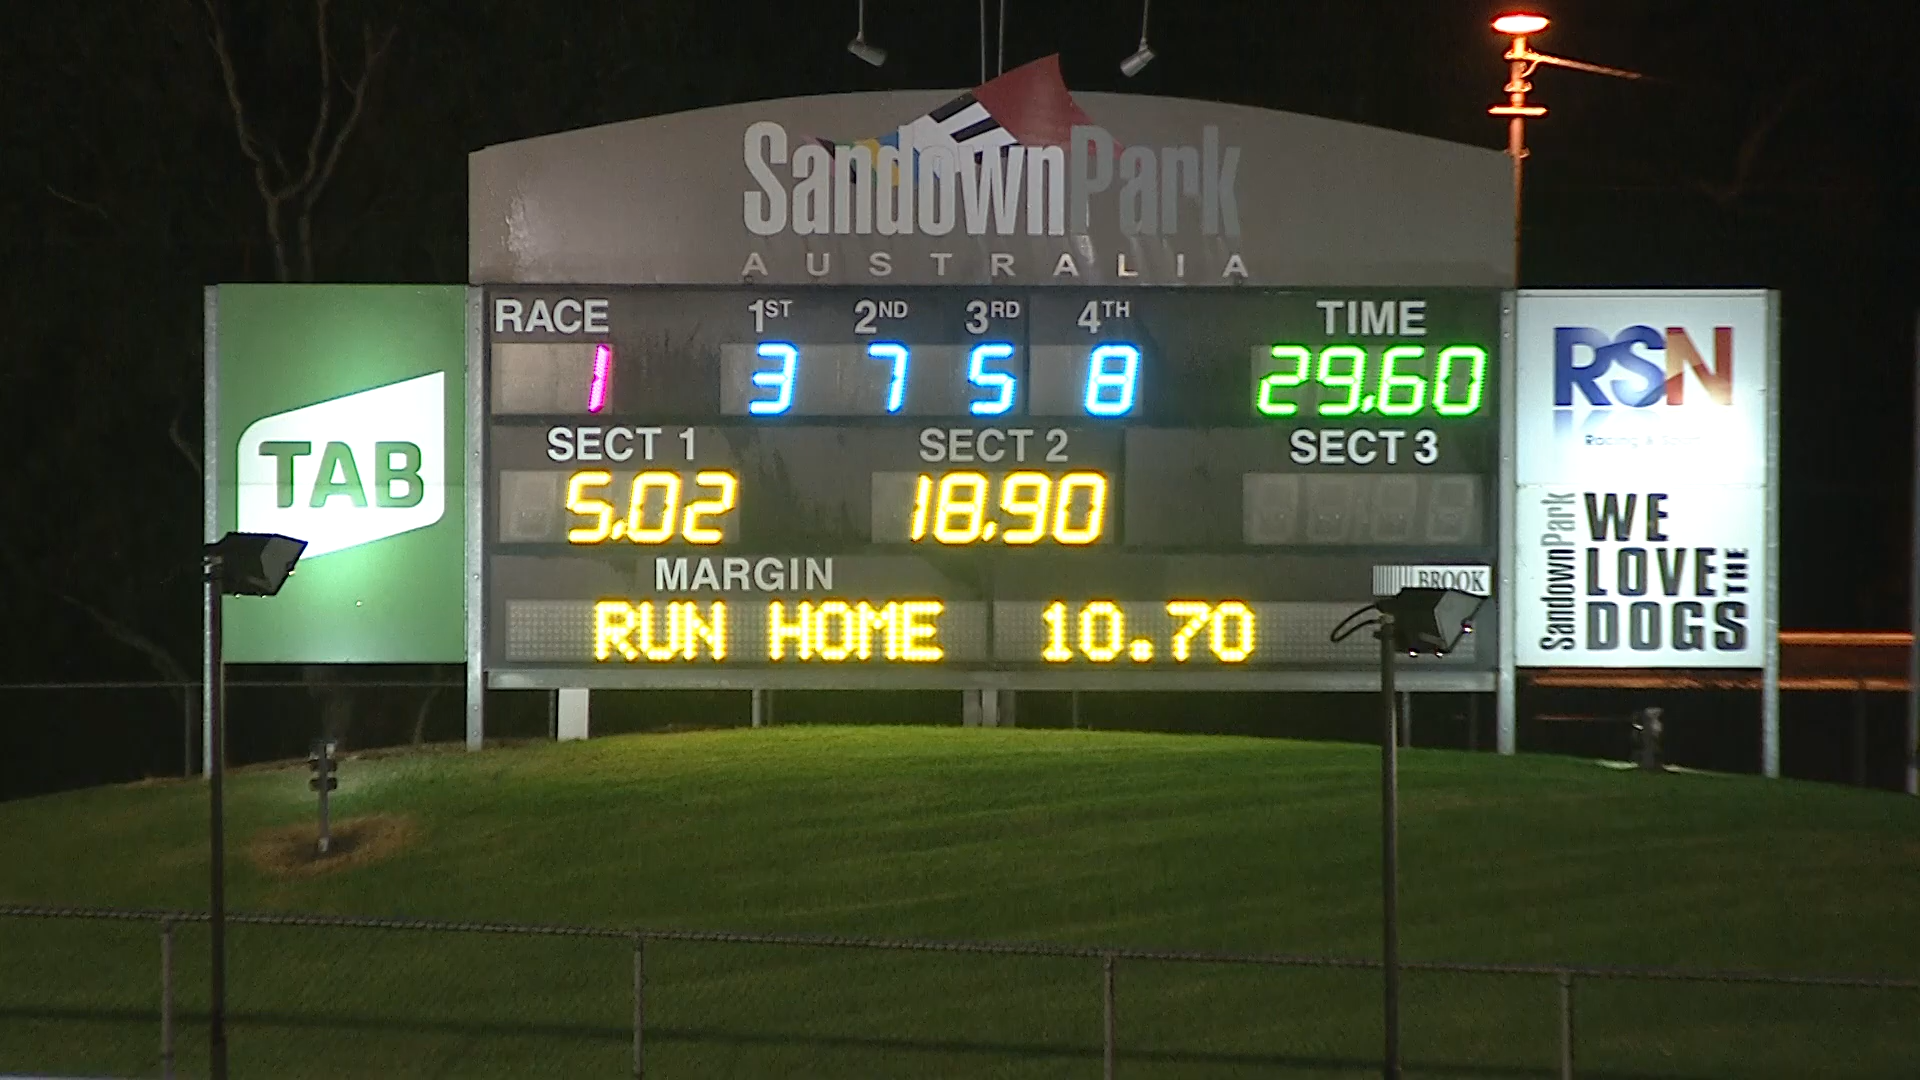 SandownPark
AUSTRALIA
RACE 1ST 2ND 3RD 4TH TIME
1 3 7 5 8 29.60
SECT 1 SECT 2 SECT 3
5.02 18.90
MARGIN
BROOK
RUN HOME 10.70
TAB
RSN
SandownPark
WE
LOVE THE
DOGS